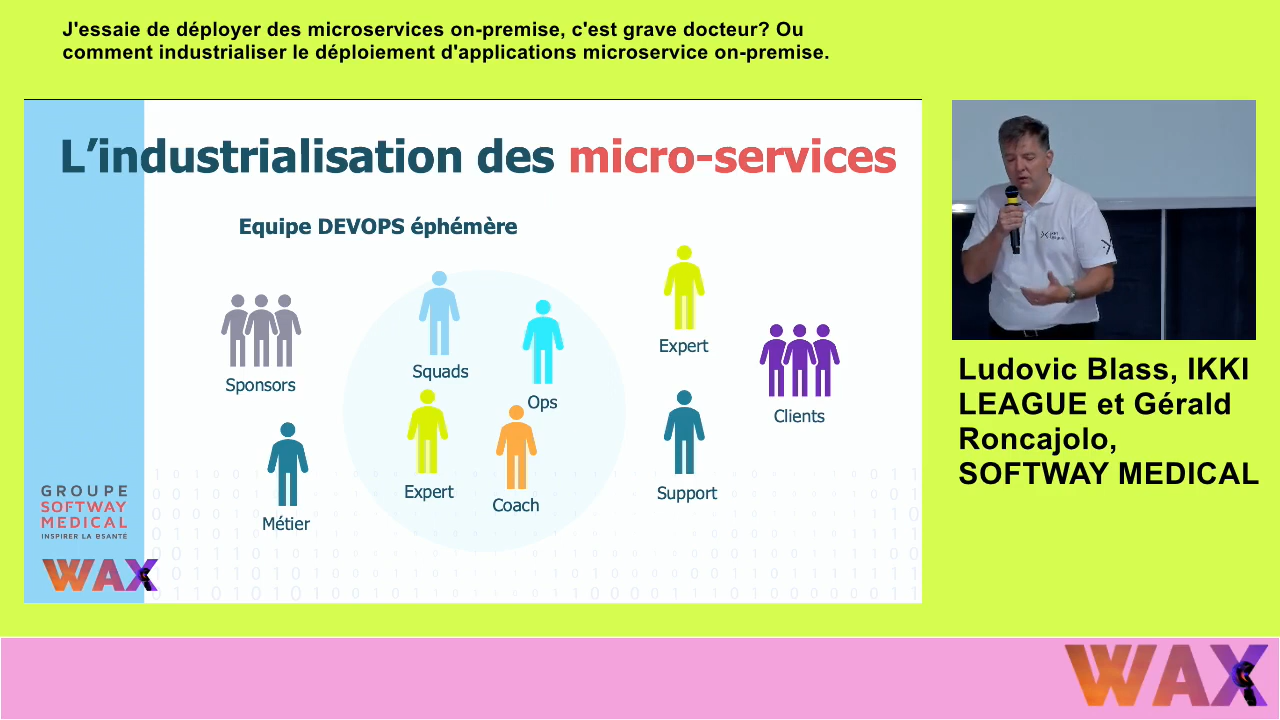 J'essaie de déployer des microservices on-premise, c'est grave docteur? Ou
comment industrialiser le déploiement d'applications microservice on-premise.
L'industrialisation des micro-services
Equipe DEVOPS éphémère
Sponsors
Squads
Ops
Expert
Clients
Métier
Expert
Coach
Support
GROUPE
SOFTWAY
MEDICAL
INSPIRER LA eSANTÉ
WAX
Ludovic Blass, IKKI
LEAGUE et Gérald
Roncajolo,
SOFTWAY MEDICAL
WAX